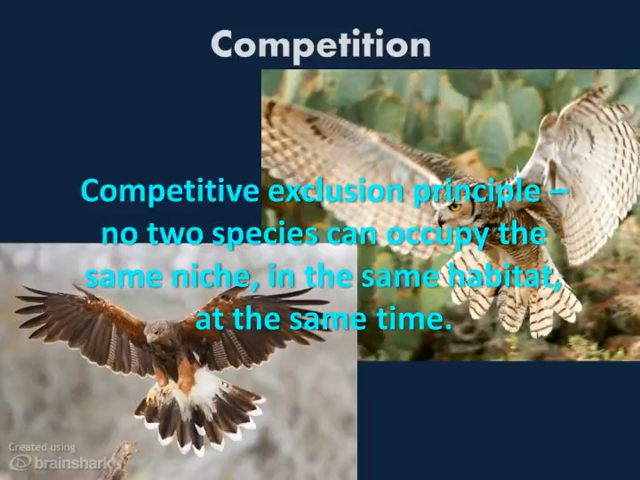 Competition
Competitive exclusion principle –
no two species can occupy the
same niche, in the same habitat,
at the same time.
Created using
brainshark